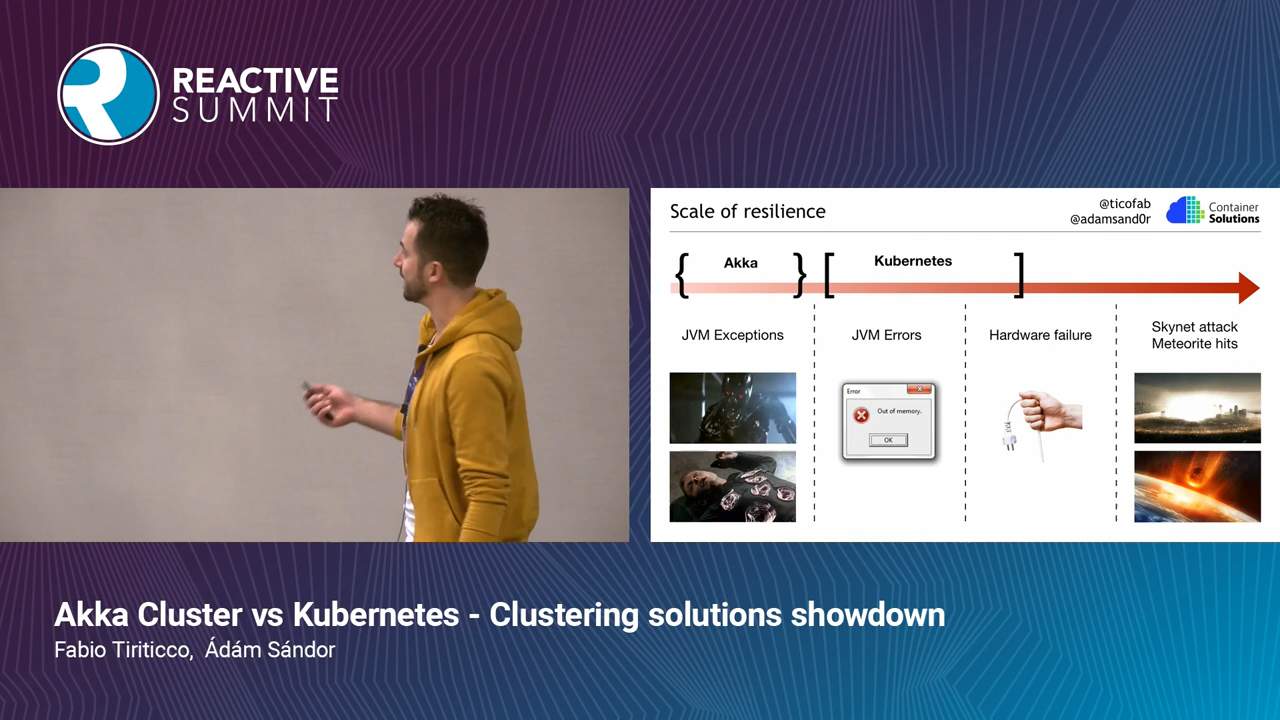 REACTIVE
SUMMIT
Scale of resilience
@ticofab
@adamsand0r
Container
Solutions
{ Akka } [ Kubernetes ]
JVM Exceptions
JVM Errors
Hardware failure
Skynet attack
Meteorite hits
Error
Out of memory.
OK
Akka Cluster vs Kubernetes - Clustering solutions showdown
Fabio Tiriticco, Ádám Sándor